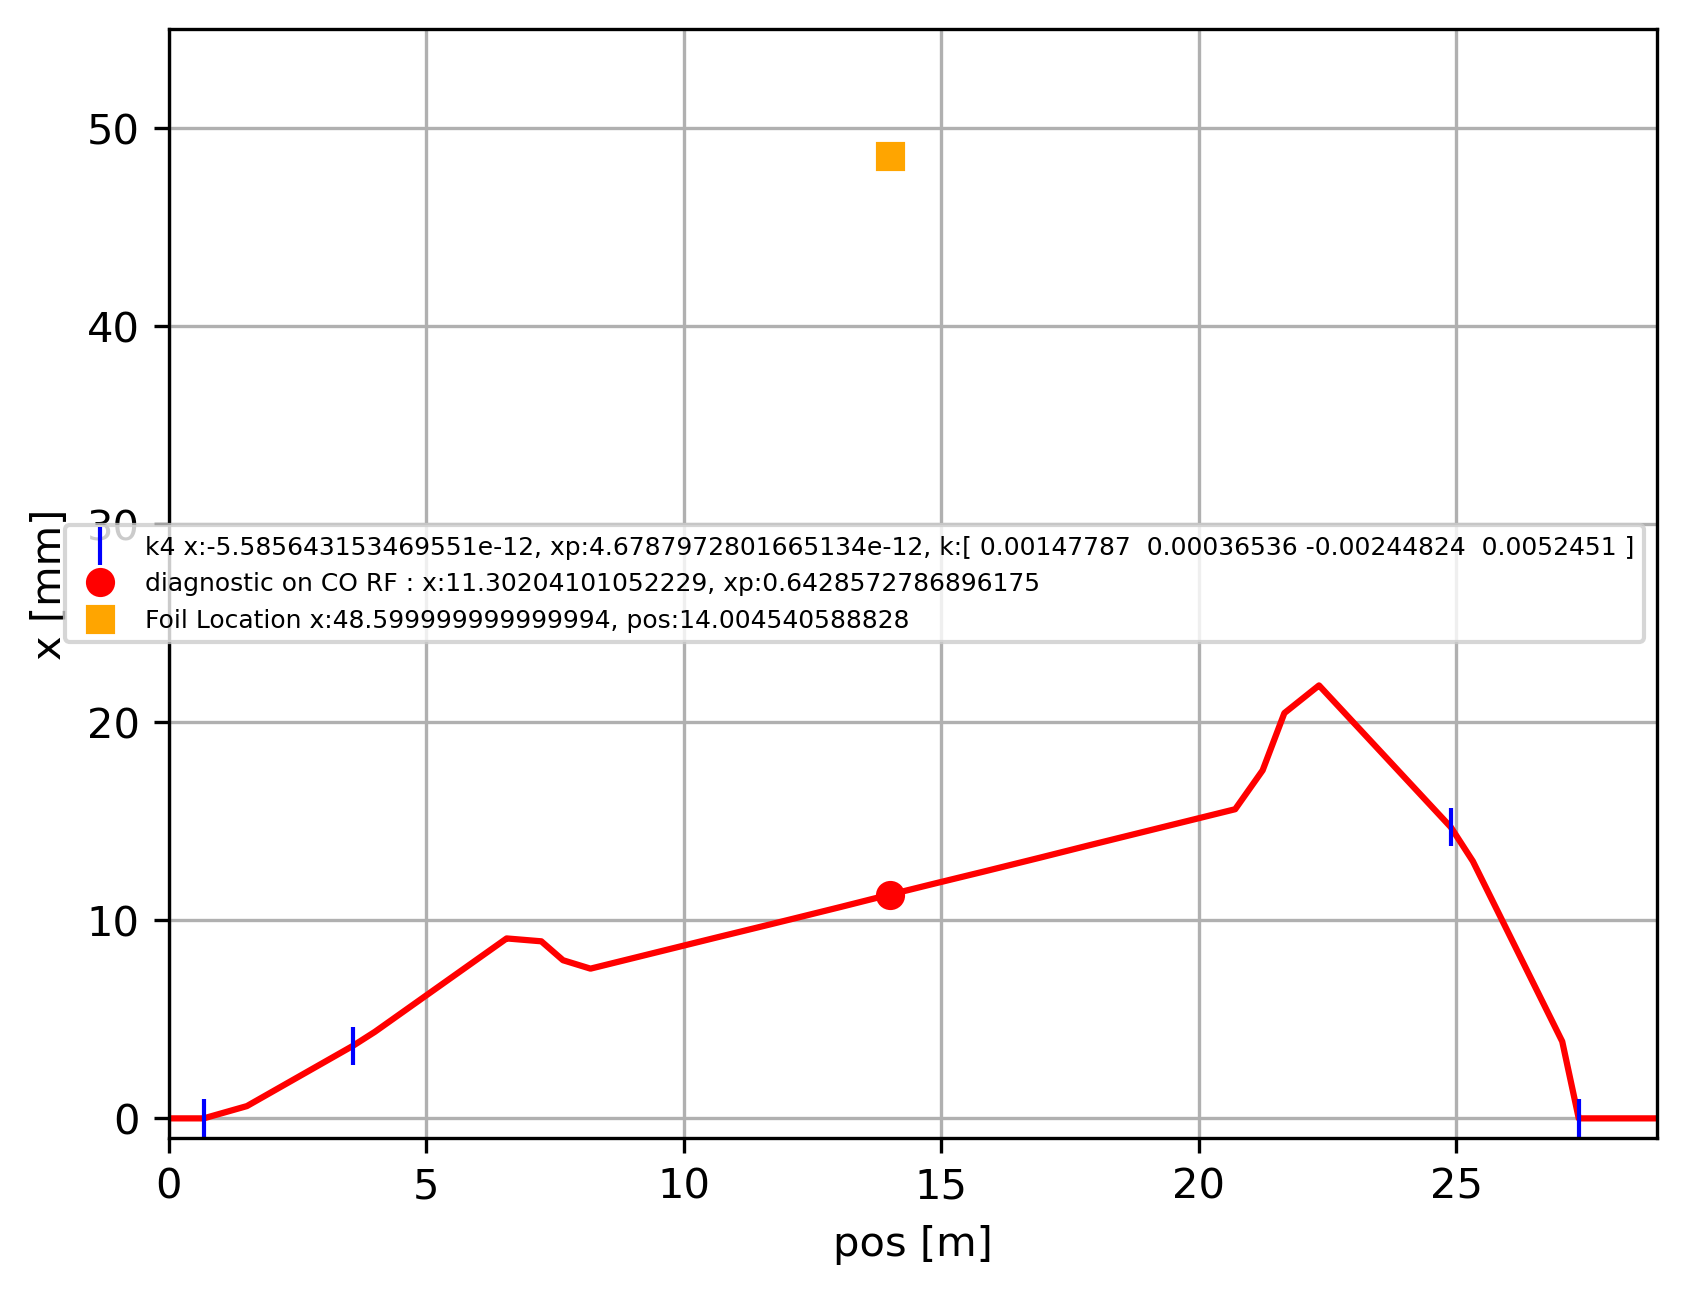 50
40
30
20
10
0
x [mm]
k4 x:-5.585643153469551e-12, xp:4.6787972801665134e-12, k:[ 0.00147787  0.00036536 -0.00244824  0.0052451 ]
diagnostic on CO RF : x:11.30204101052229, xp:0.6428572786896175
Foil Location x:48.599999999999994, pos:14.004540588828
0 5 10 15 20 25
pos [m]